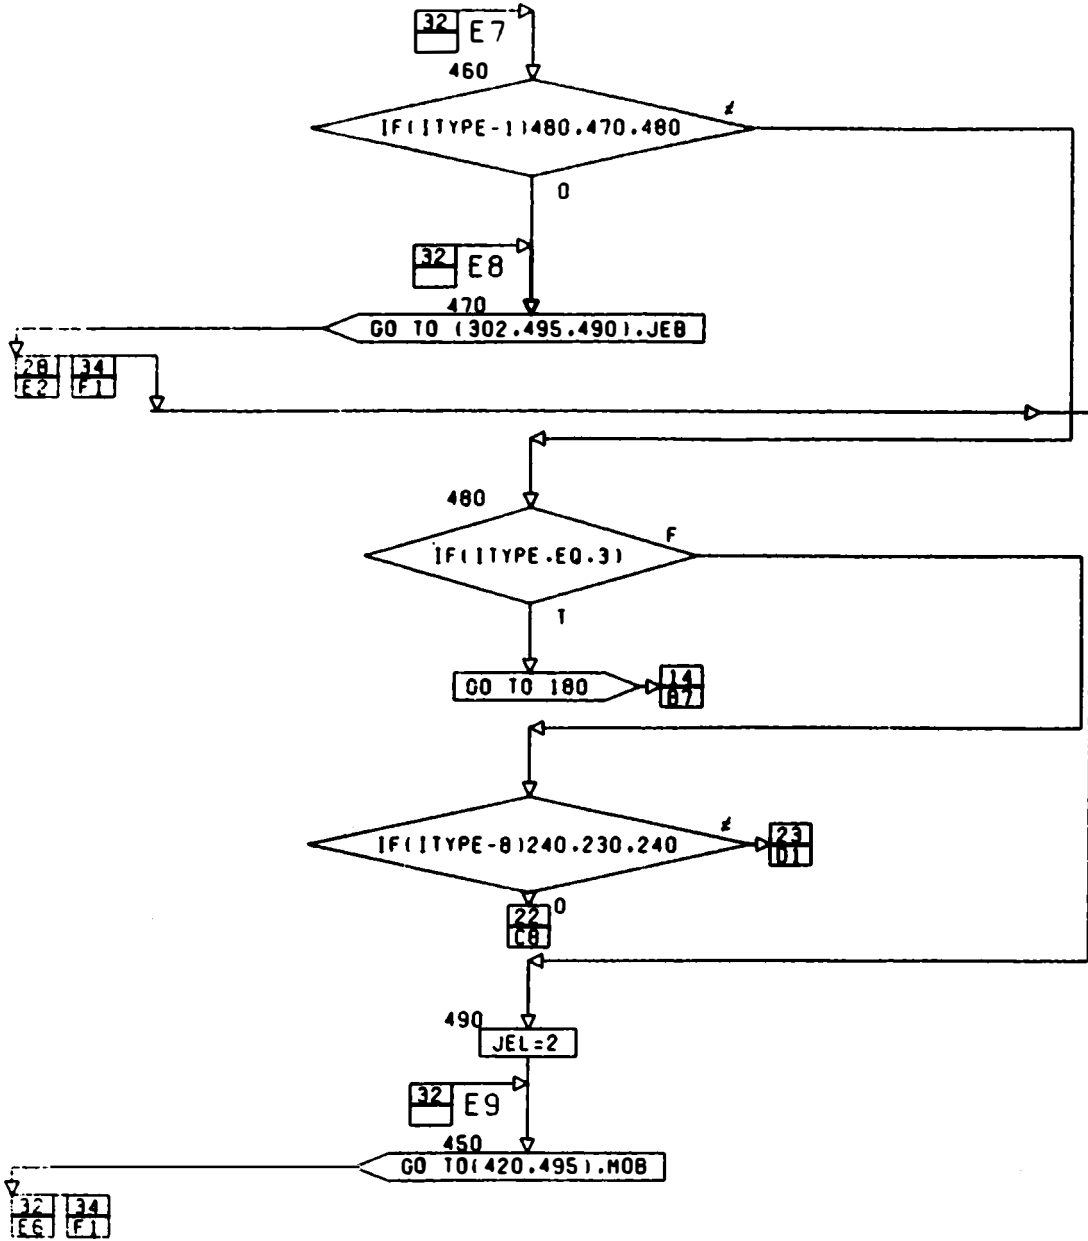 32 E7
460
IF(ITYPE-1)480.470.480
≠
0
32 E8
470
GO TO (302.495.490).JEB
28 34
E2 F1
480
IF(ITYPE.EQ.3)
F
T
GO TO 180
14
B7
IF(ITYPE-8)240.230.240
≠
23
D1
0
22
C8
490
JEL=2
32 E9
450
GO TO(420.495).MOB
32 34
E6 F1